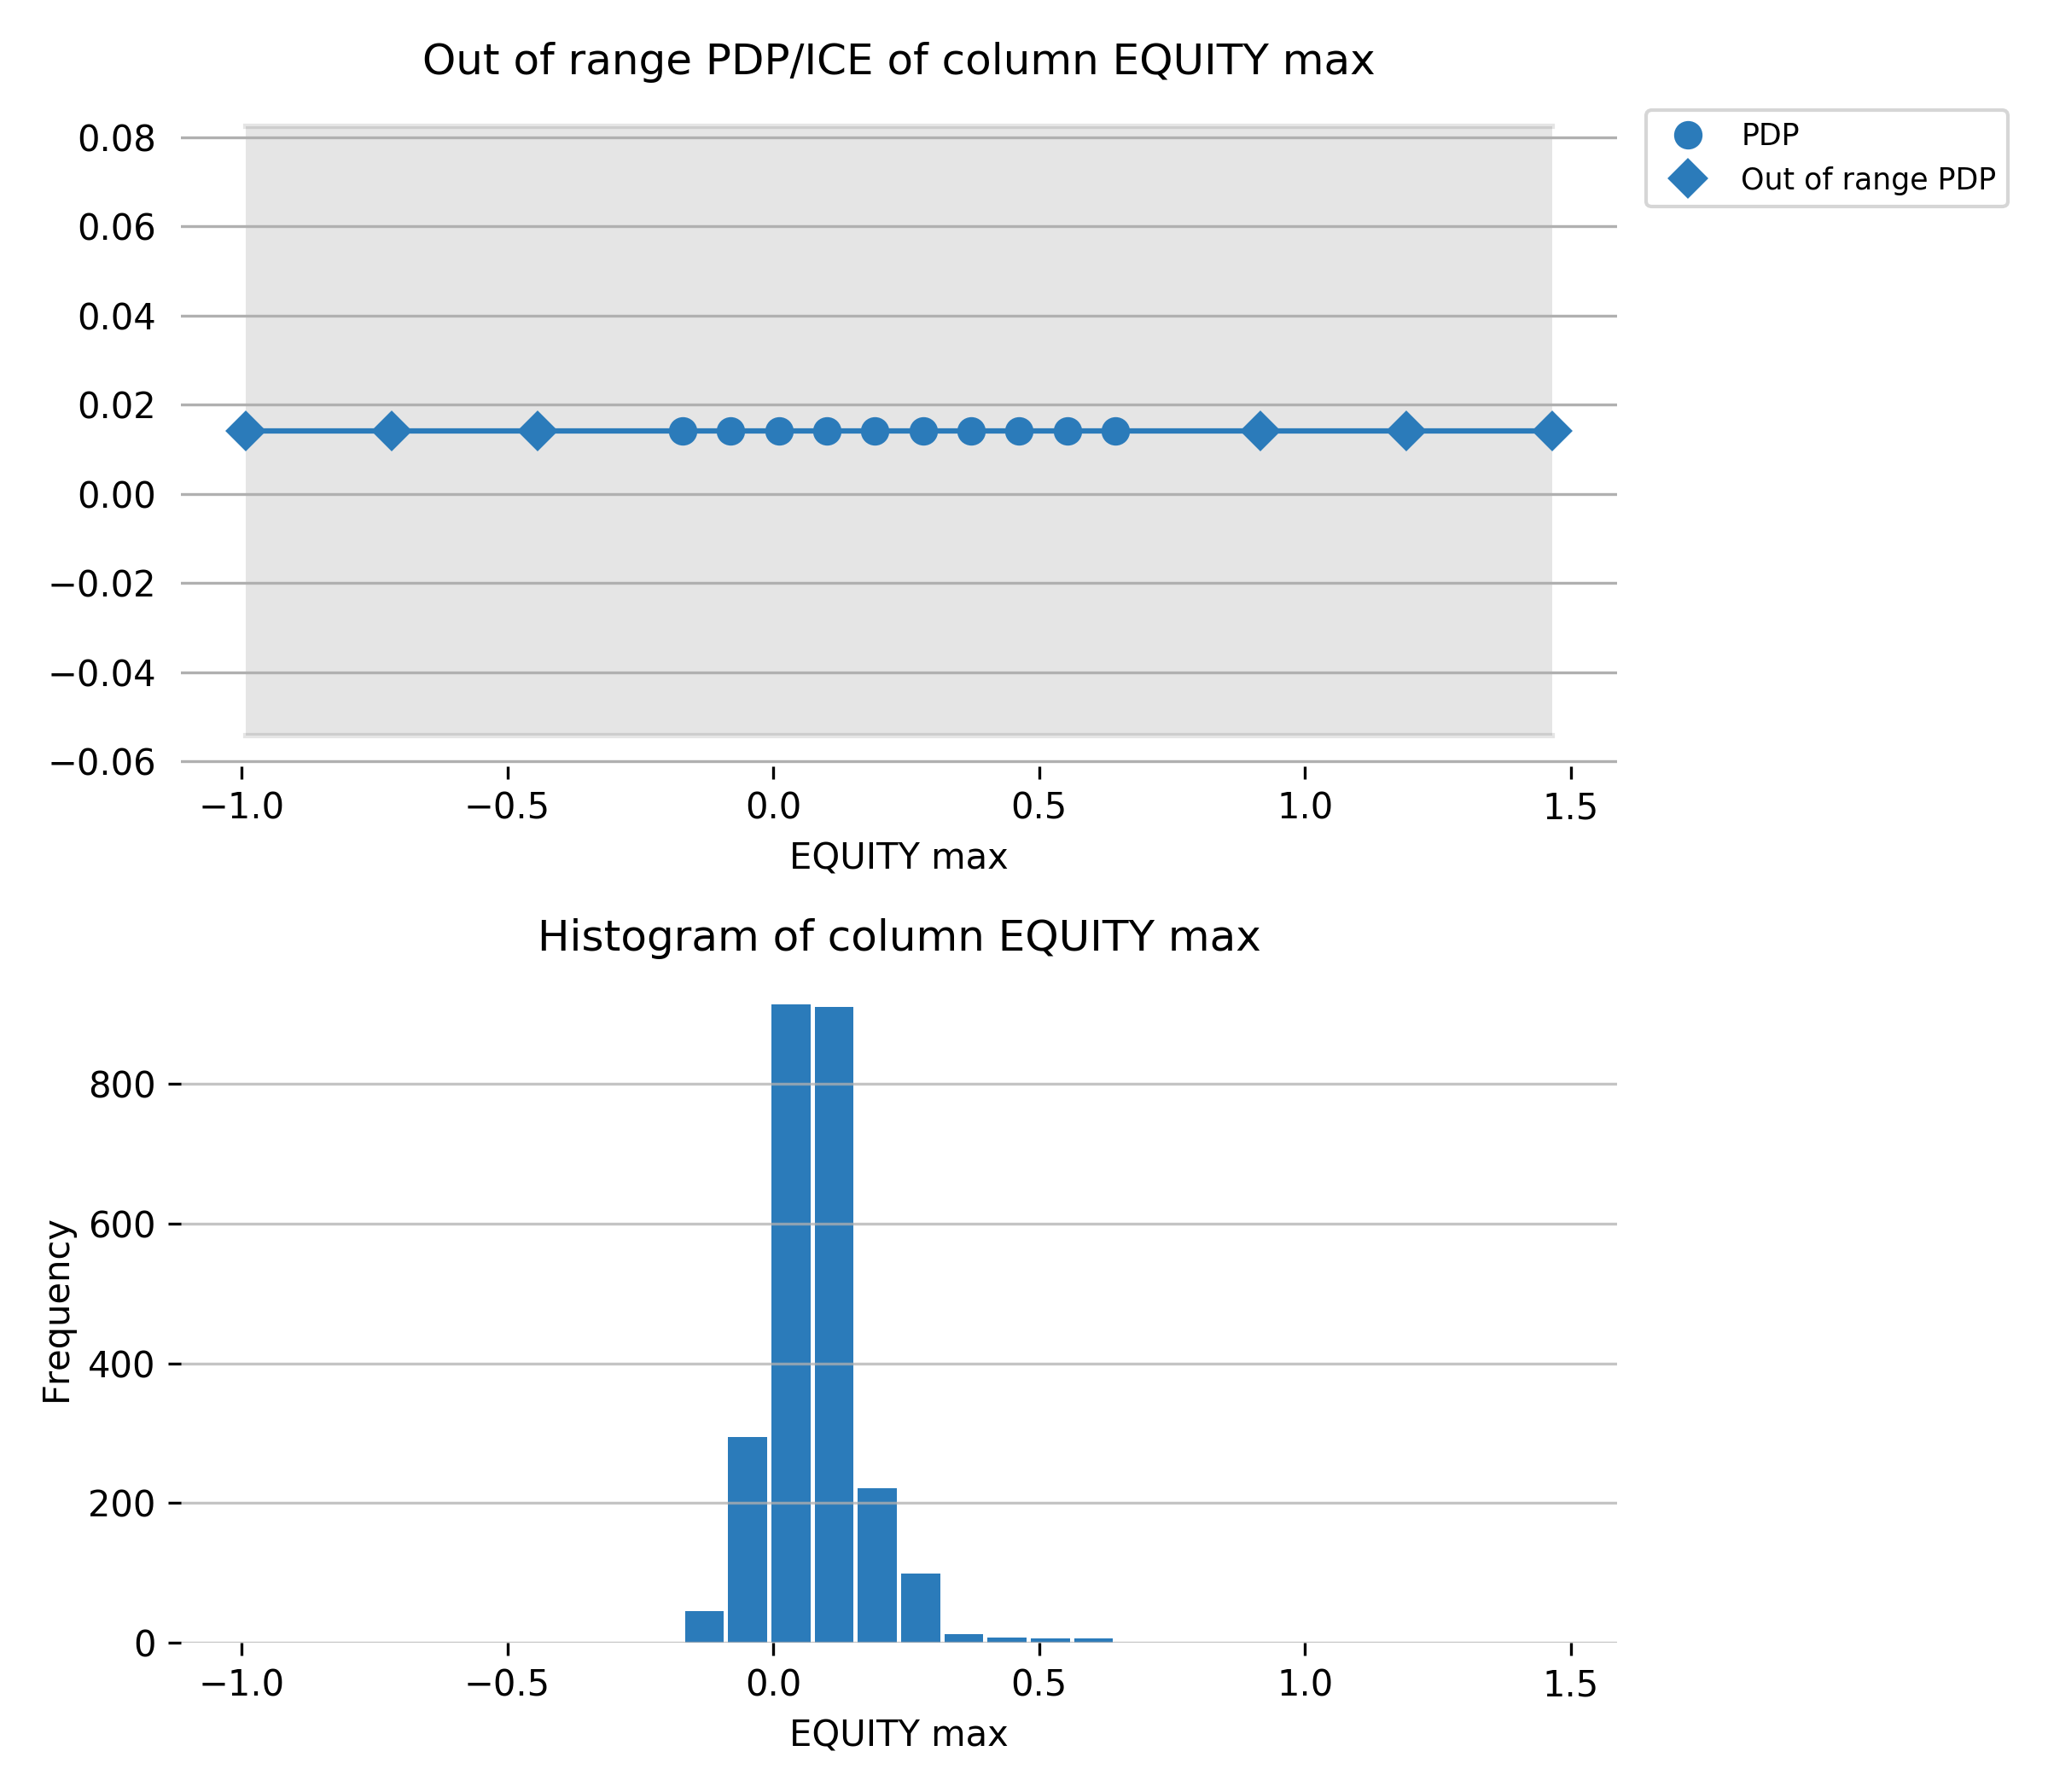 Out of range PDP/ICE of column EQUITY max
PDP
Out of range PDP
0.08
0.06
0.04
0.02
0.00
−0.02
−0.04
−0.06
−1.0 −0.5 0.0 0.5 1.0 1.5
EQUITY max
Histogram of column EQUITY max
Frequency
800
600
400
200
0
−1.0 −0.5 0.0 0.5 1.0 1.5
EQUITY max